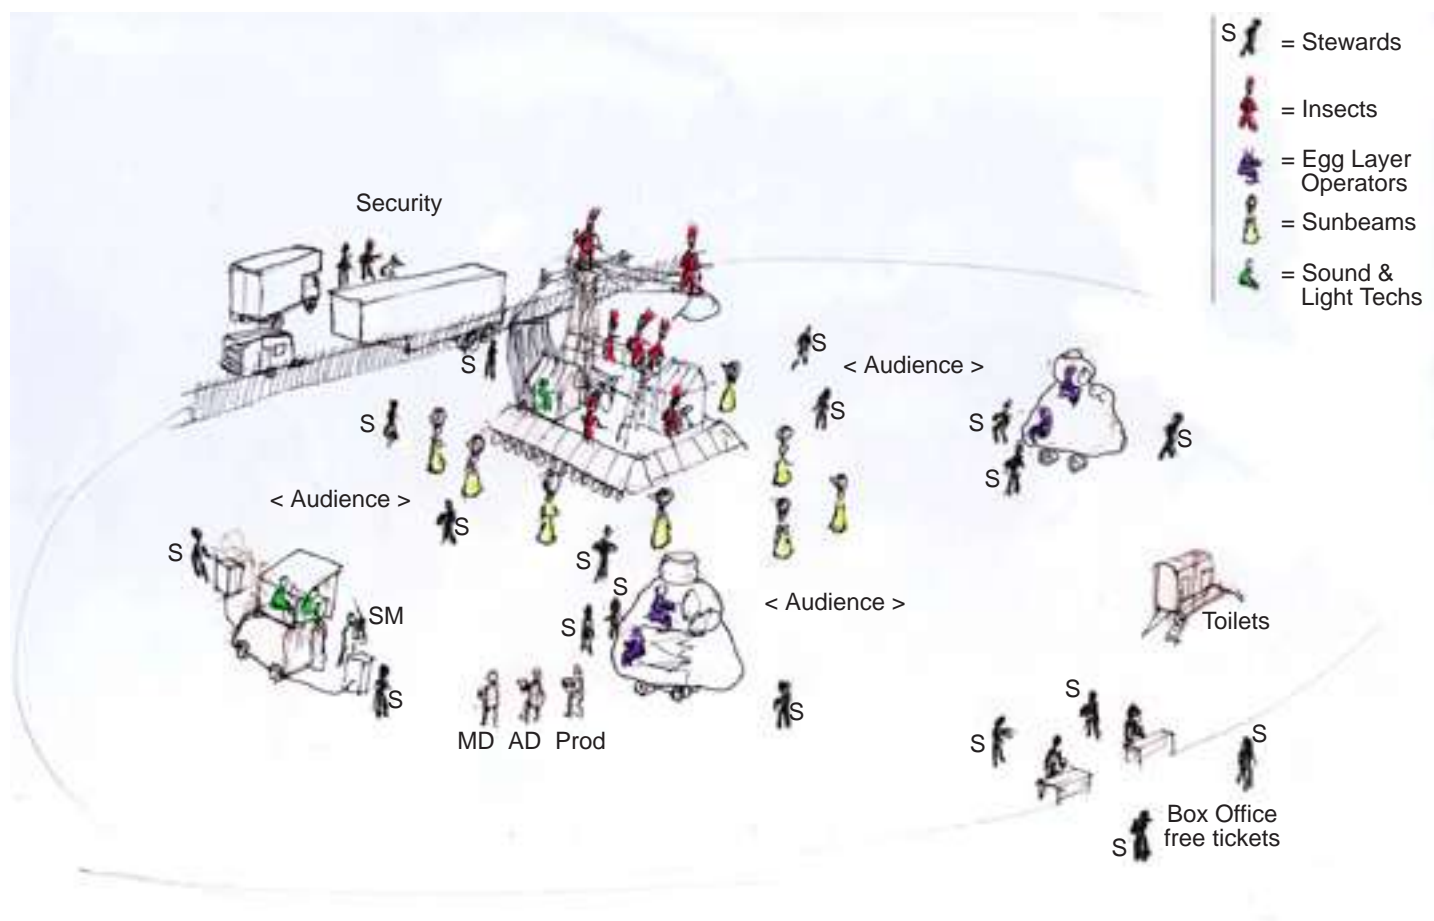 S = Stewards
= Insects
= Egg Layer
Operators
= Sunbeams
= Sound &
Light Techs
Security
S
S
< Audience >
S
S
S
S
S
< Audience >
S
S
S
S
S
S
< Audience >
SM
Toilets
S
S
MD AD Prod
S
S
S
Box Office
free tickets
S